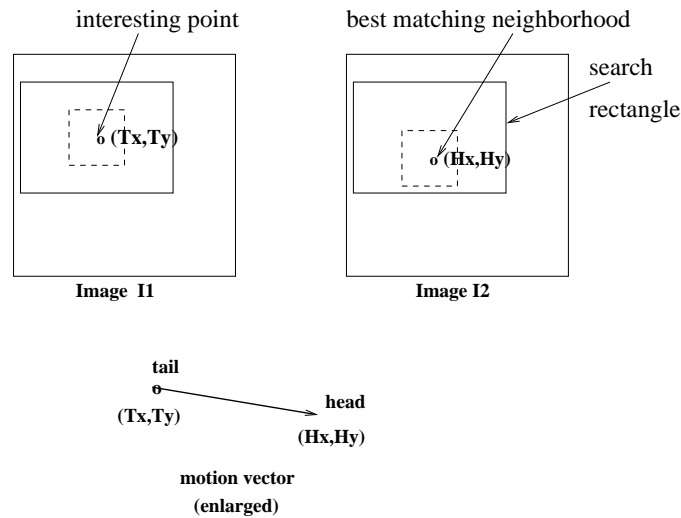 interesting point
best matching neighborhood
search
rectangle
(Tx,Ty)
(Hx,Hy)
Image I1
Image I2
tail
(Tx,Ty)
head
(Hx,Hy)
motion vector
(enlarged)